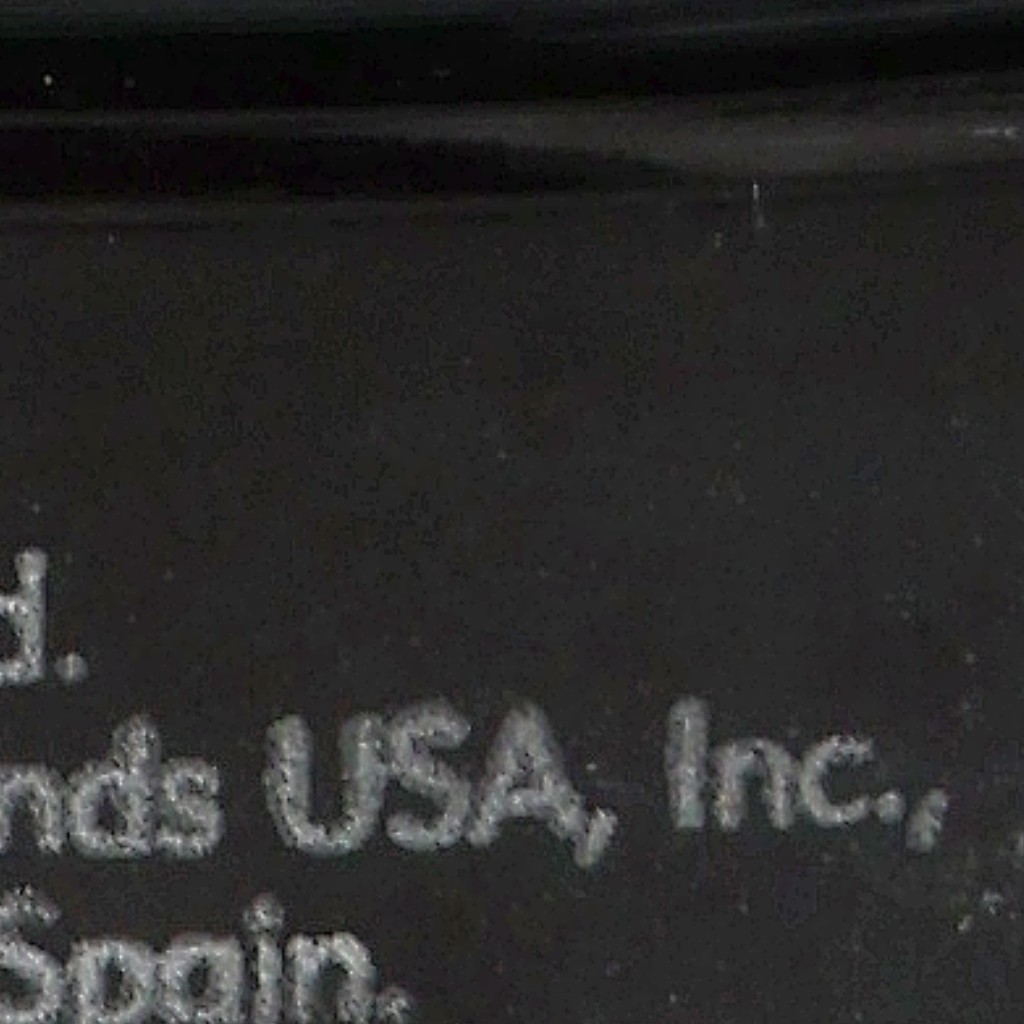 d.
nds USA, Inc.,
Spain.